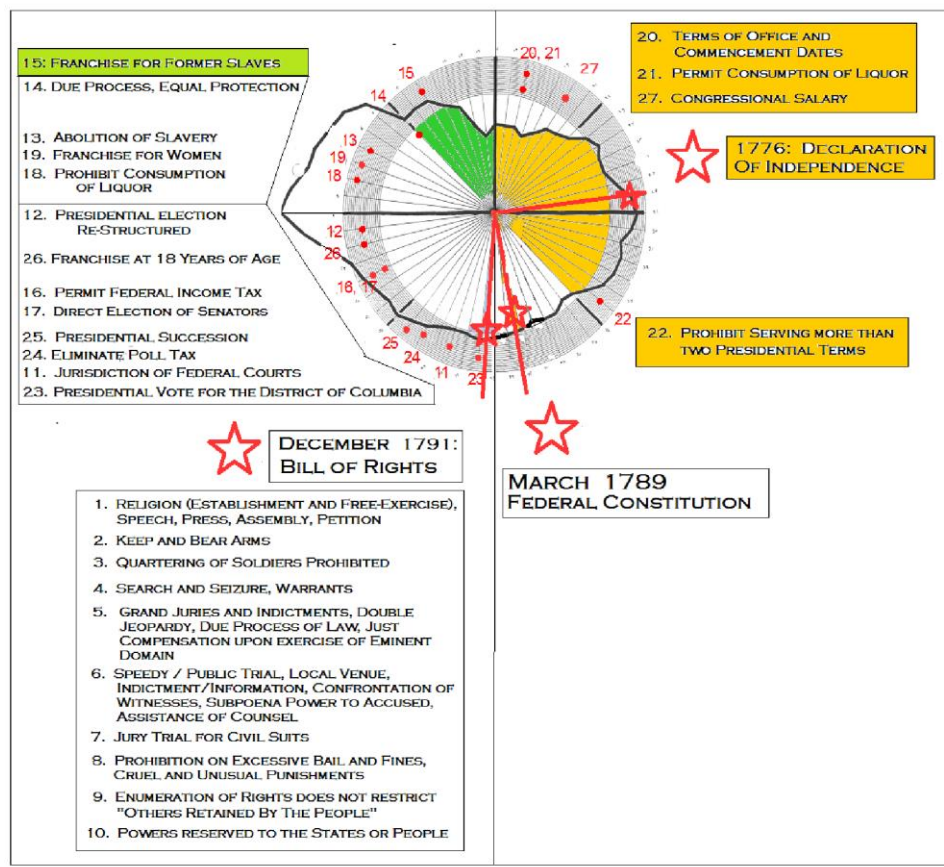 15: Franchise for Former Slaves
14. Due Process, Equal Protection
13. Abolition of Slavery
19. Franchise for Women
18. Prohibit Consumption
of Liquor
12. Presidential election
Re-Structured
26. Franchise at 18 Years of Age
16. Permit Federal Income Tax
17. Direct Election of Senators
25. Presidential Succession
24. Eliminate Poll Tax
11. Jurisdiction of Federal Courts
23. Presidential Vote for the District of Columbia
15
14
13
19
18
12
26
16, 17
25
24
11
23
20, 21
27
22
20. Terms of Office and
Commencement Dates
21. Permit Consumption of Liquor
27. Congressional Salary
1776: Declaration
Of Independence
22. Prohibit Serving more than
two Presidential Terms
March 1789
Federal Constitution
December 1791:
Bill of Rights
1. Religion (Establishment and Free-Exercise),
Speech, Press, Assembly, Petition
2. Keep and Bear Arms
3. Quartering of Soldiers Prohibited
4. Search and Seizure, Warrants
5. Grand Juries and Indictments, Double
Jeopardy, Due Process of Law, Just
Compensation upon exercise of Eminent
Domain
6. Speedy / Public Trial, Local Venue,
Indictment/Information, Confrontation of
Witnesses, Subpoena Power to Accused,
Assistance of Counsel
7. Jury Trial for Civil Suits
8. Prohibition on Excessive Bail and Fines,
Cruel and Unusual Punishments
9. Enumeration of Rights does not restrict
"Others Retained By The People"
10. Powers reserved to the States or People